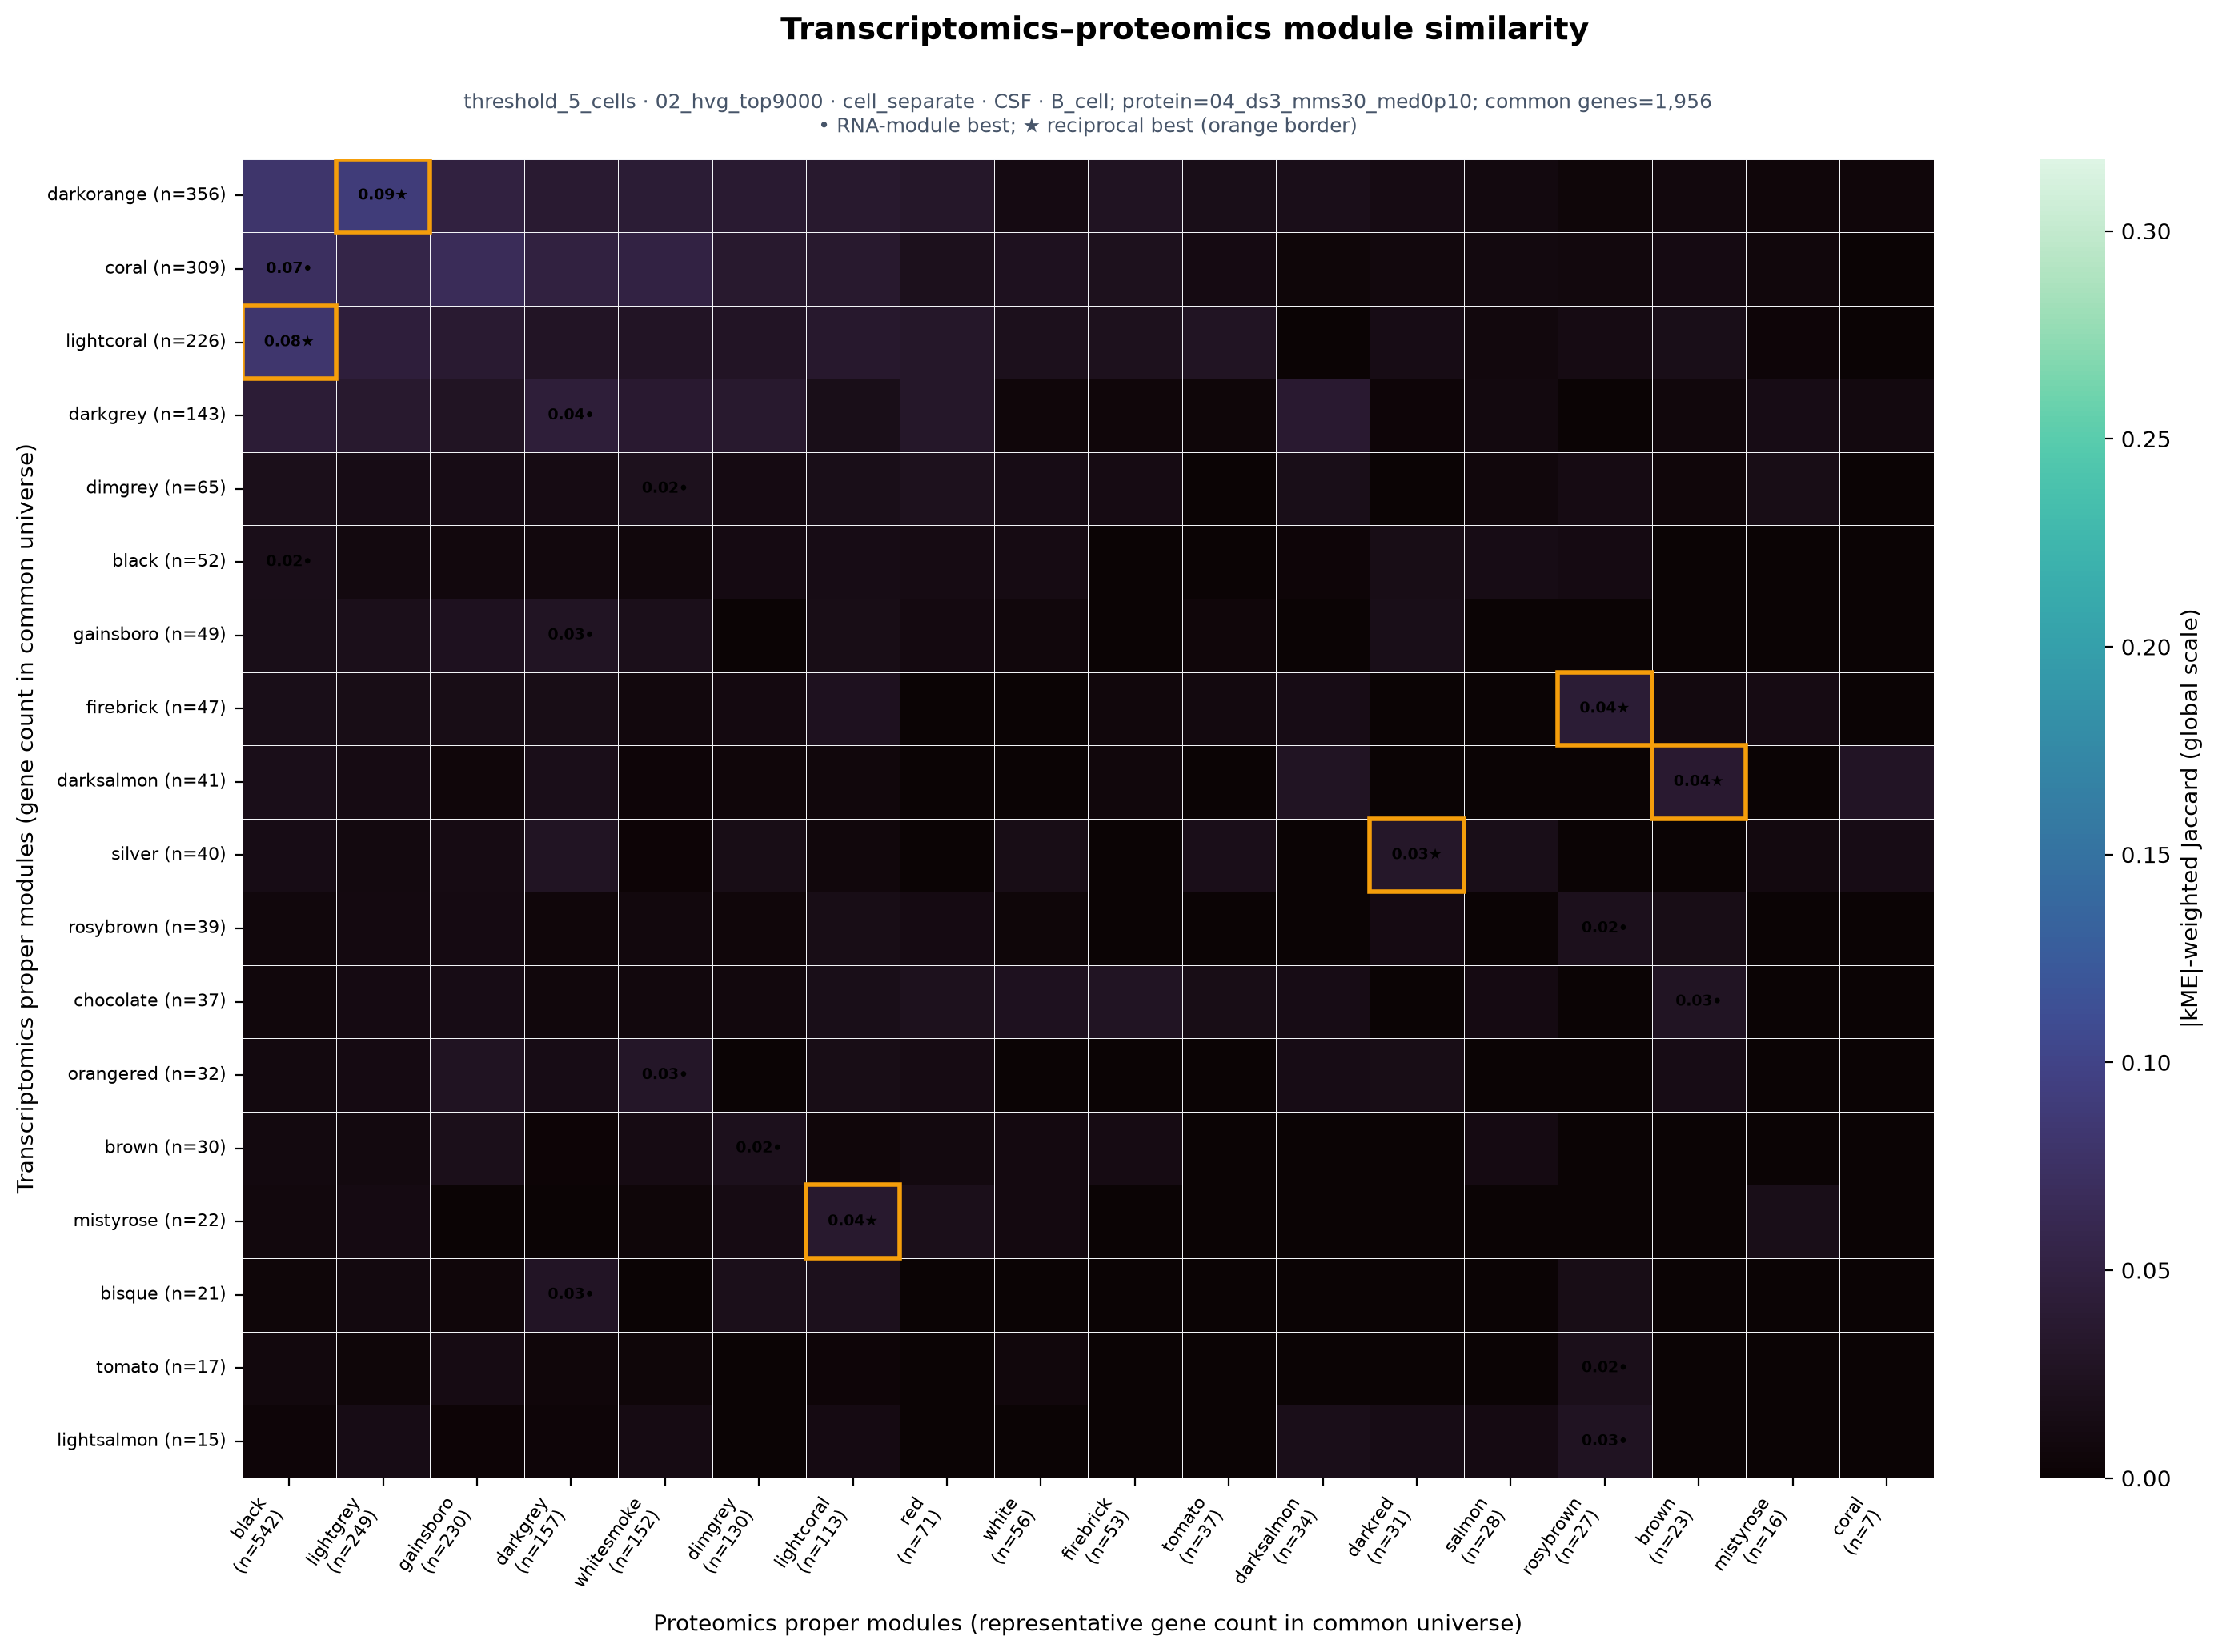 Transcriptomics–proteomics module similarity
threshold_5_cells · 02_hvg_top9000 · cell_separate · CSF · B_cell; protein=04_ds3_mms30_med0p10; common genes=1,956
• RNA-module best; ★ reciprocal best (orange border)
Transcriptomics proper modules (gene count in common universe)
darkorange (n=356)
0.09★
coral (n=309)
0.07•
lightcoral (n=226)
0.08★
darkgrey (n=143)
0.04•
dimgrey (n=65)
0.02•
black (n=52)
0.02•
gainsboro (n=49)
0.03•
firebrick (n=47)
0.04★
darksalmon (n=41)
0.04★
silver (n=40)
0.03★
rosybrown (n=39)
0.02•
chocolate (n=37)
0.03•
orangered (n=32)
0.03•
brown (n=30)
0.02•
mistyrose (n=22)
0.04★
bisque (n=21)
0.03•
tomato (n=17)
0.02•
lightsalmon (n=15)
0.03•
black
(n=542)
lightgrey
(n=249)
gainsboro
(n=230)
darkgrey
(n=157)
whitesmoke
(n=152)
dimgrey
(n=130)
lightcoral
(n=113)
red
(n=71)
white
(n=56)
firebrick
(n=53)
tomato
(n=37)
darksalmon
(n=34)
darkred
(n=31)
salmon
(n=28)
rosybrown
(n=27)
brown
(n=23)
mistyrose
(n=16)
coral
(n=7)
Proteomics proper modules (representative gene count in common universe)
0.30
0.25
0.20
0.15
0.10
0.05
0.00
|kME|-weighted Jaccard (global scale)